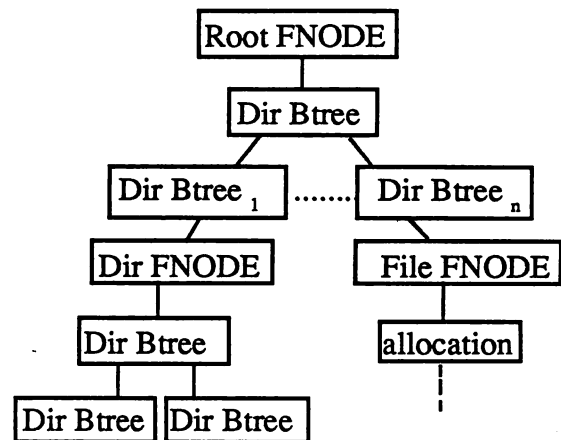 Root FNODE
Dir Btree
Dir Btree 1 ........ Dir Btree n
Dir FNODE File FNODE
Dir Btree allocation
Dir Btree Dir Btree